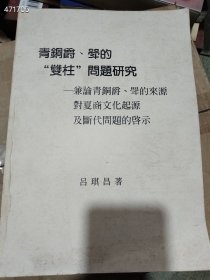 471705
青銅爵、斝的
“雙柱”問題研究
—兼論青銅爵、斝的來源
對夏商文化起源
及斷代問題的啓示
呂琪昌 著